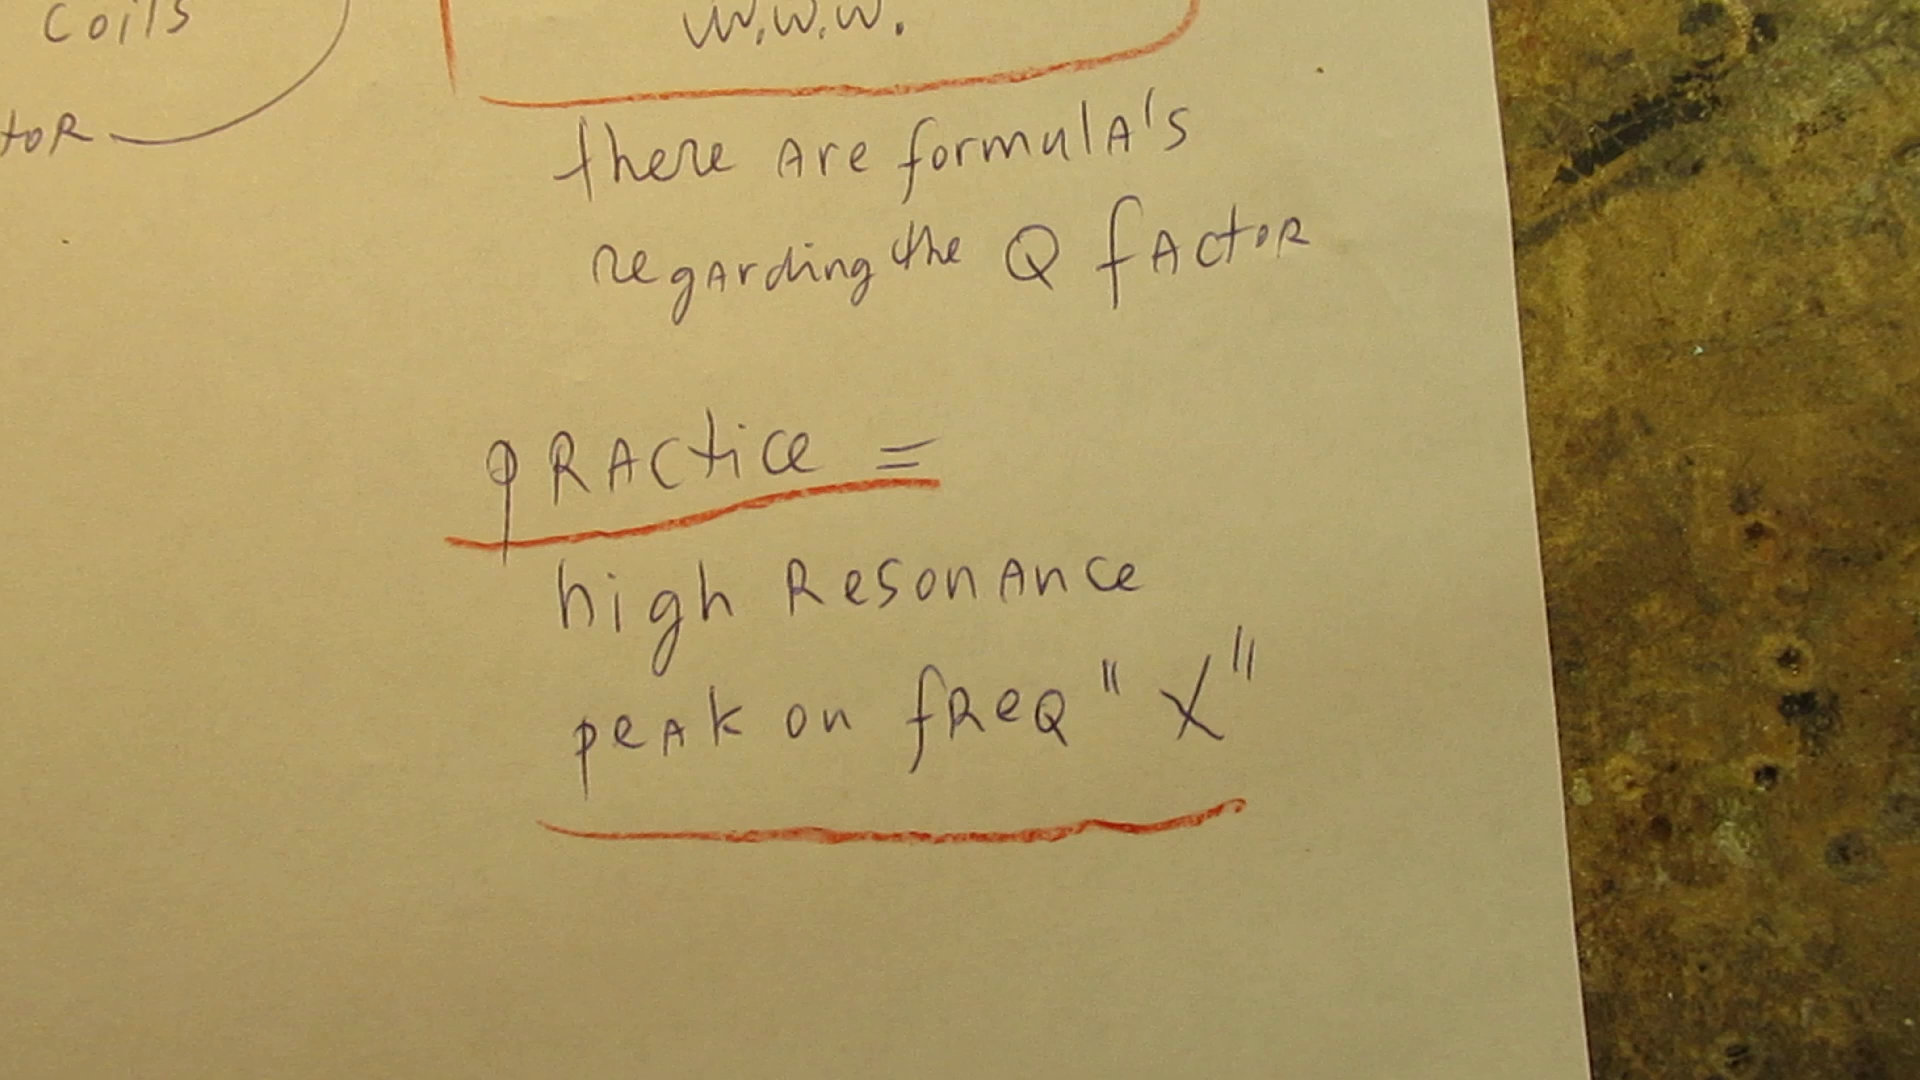 coils
W.W.W.
toR
there Are formulA's
regArding the Q fActoR
pRActice =
high ResonAnce
peAk on fReQ "X"